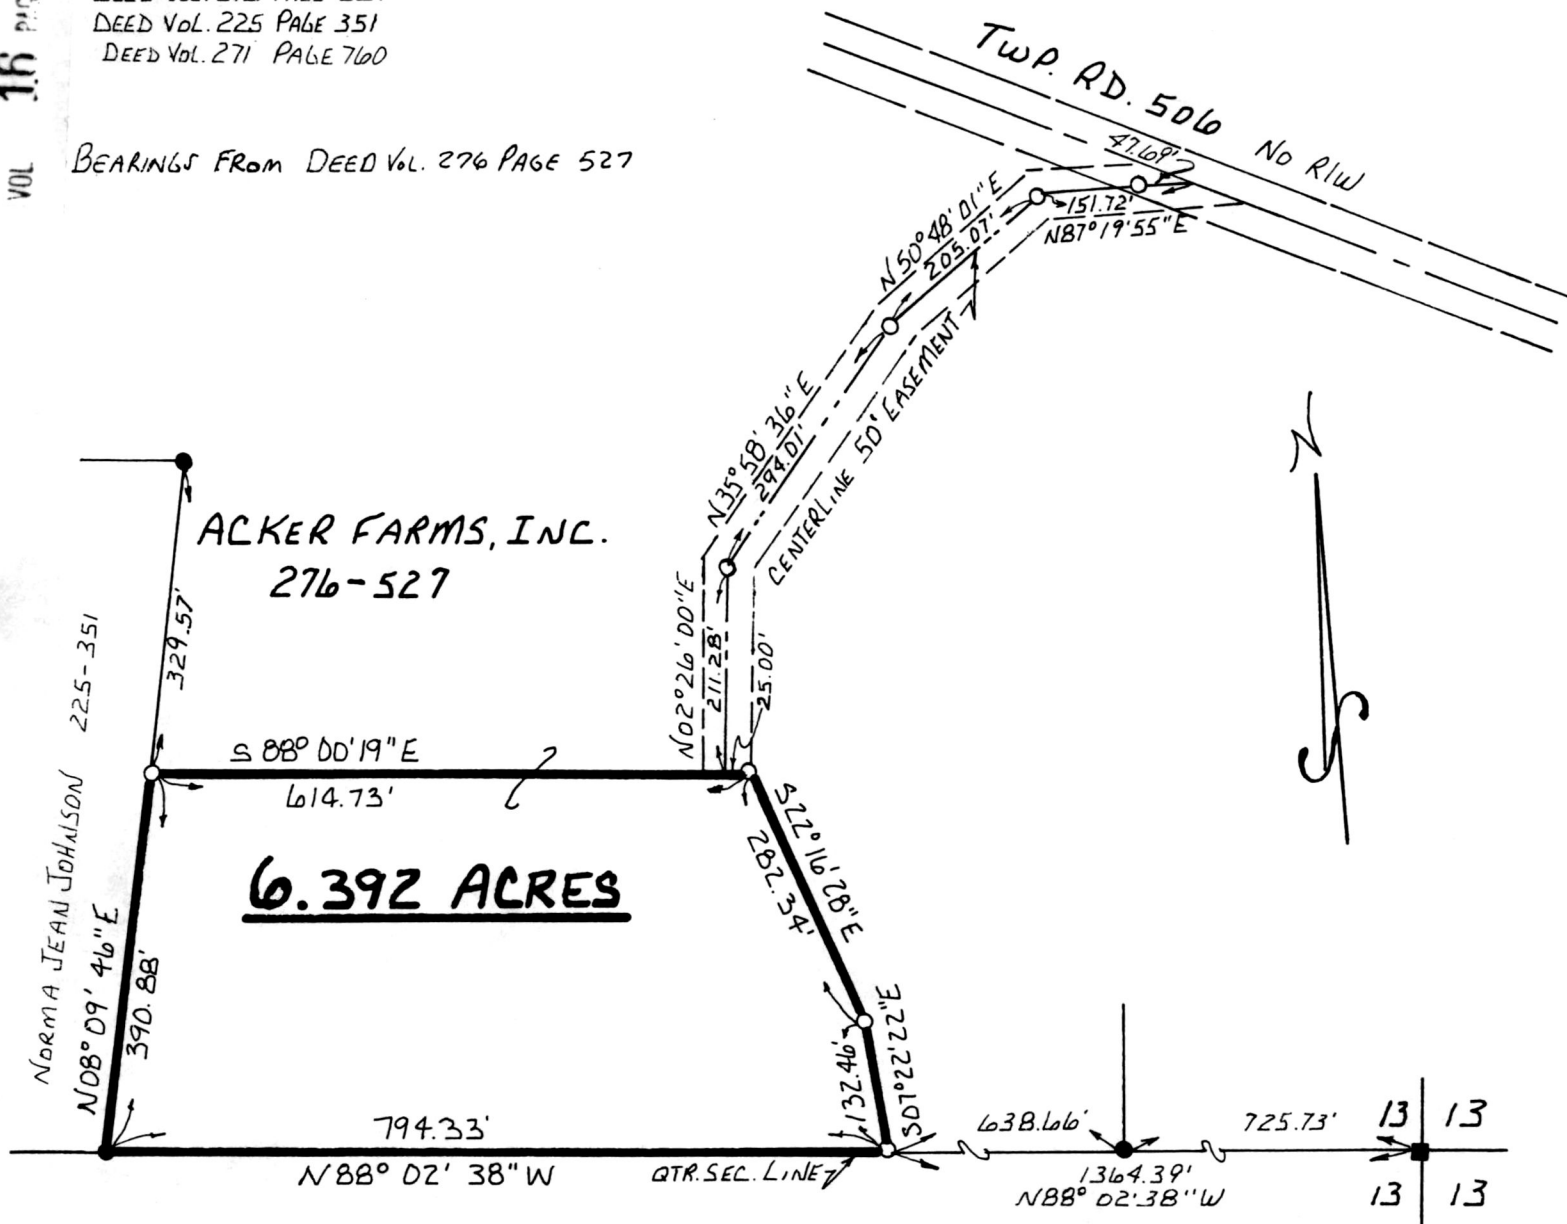 VOL 16
DEED VOL. 225 PAGE 351
DEED VOL. 271 PAGE 760
BEARINGS FROM DEED VOL. 276 PAGE 527
TWP. RD. 506 NO R/W
47.69'
151.72'
N87°19'55"E
N50°48'01"E
205.07'
N35°58'36"E
294.01'
CENTERLINE 50' EASEMENT
N02°26'00"E
211.28'
25.00'
N
ACKER FARMS, INC.
276-527
329.57'
NORMA JEAN JOHNSON 225-351
S 88° 00'19"E
614.73'
6.392 ACRES
S22°16'28"E
282.34'
N08°09'46"E
390.88'
132.46'
S07°22'22"E
794.33'
N88° 02' 38" W
QTR. SEC. LINE
638.66'
725.73'
1364.39'
N88° 02'38" W
13 13
13 13